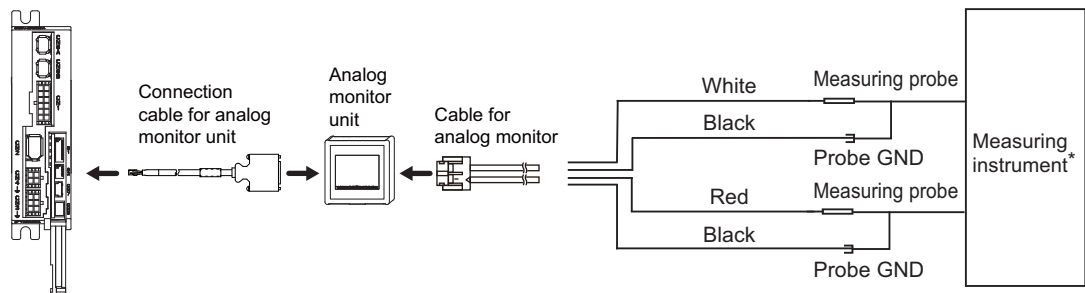 Connection
cable for analog
monitor unit
Analog
monitor
unit
Cable for
analog monitor
White
Measuring probe
Black
Probe GND
Red
Measuring probe
Black
Probe GND
Measuring
instrument*